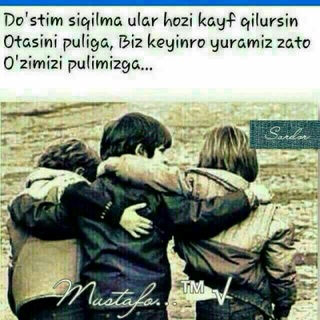 Do'stim siqilma ular hozi kayf qilursin
Otasini puliga, Biz keyinro yuramiz zato
O'zimizi pulimizga...
Sardor
Mustafo...™ √